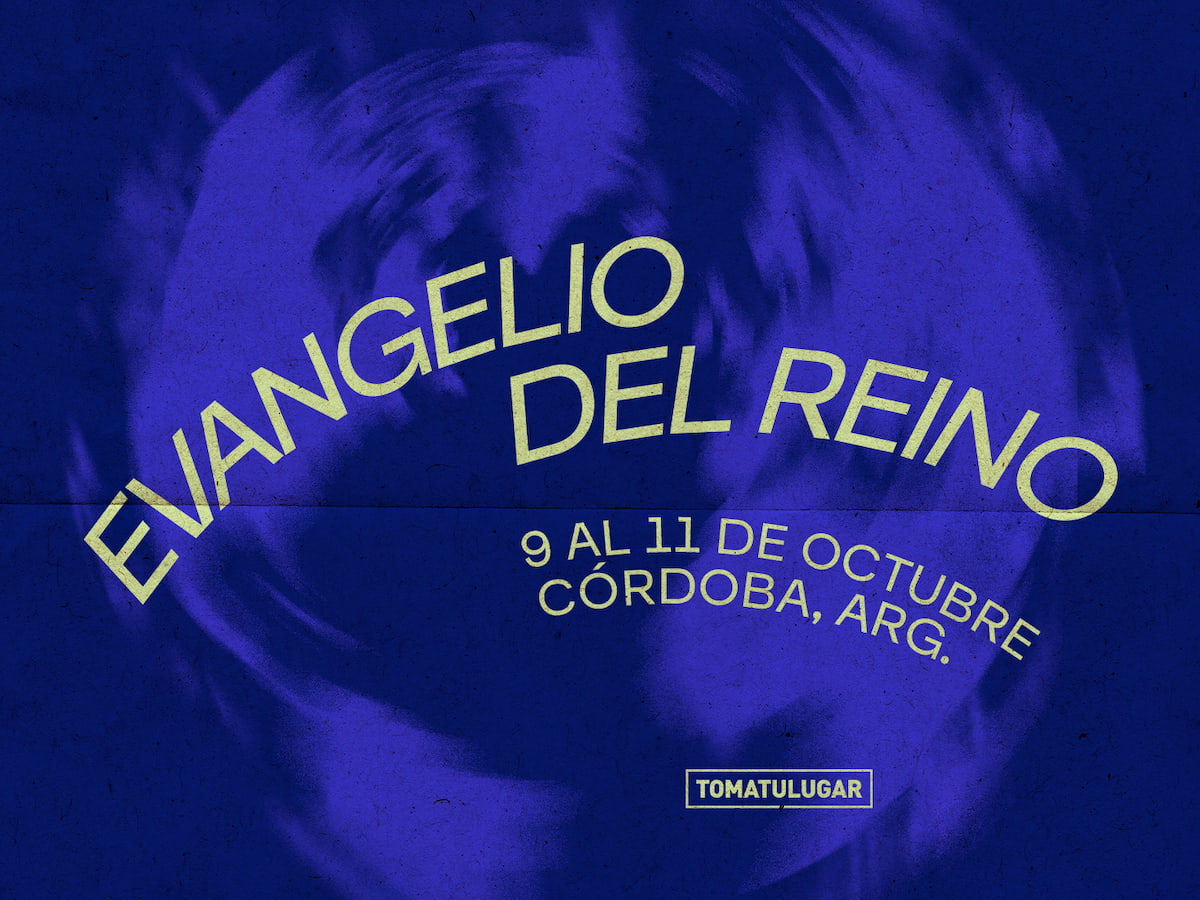 EVANGELIO
DEL REINO
9 AL 11 DE OCTUBRE
CÓRDOBA, ARG.
TOMATULUGAR